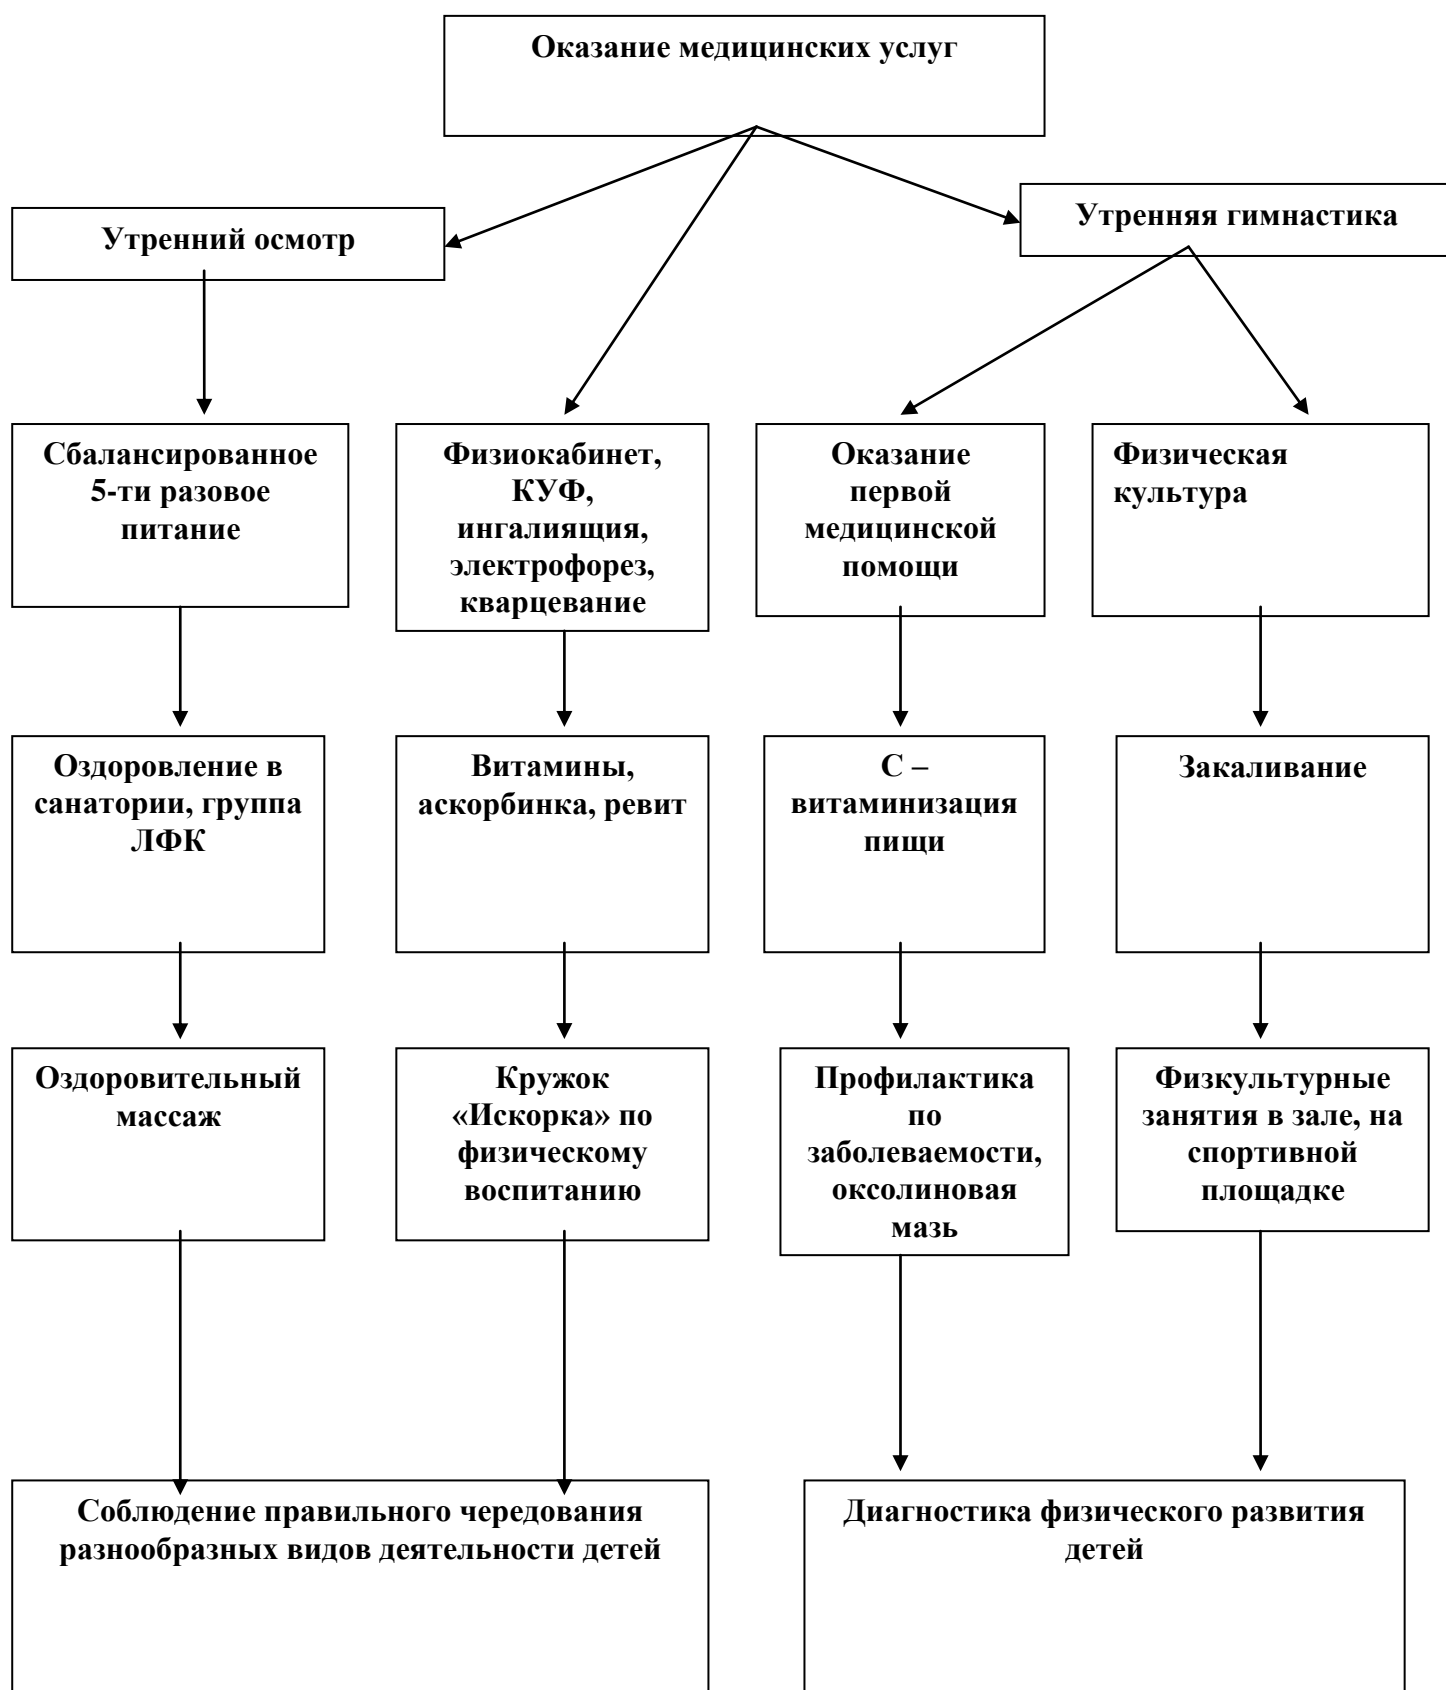 Оказание медицинских услуг
Утренний осмотр
Утренняя гимнастика
Сбалансированное
5-ти разовое
питание
Физиокабинет,
КУФ,
ингалиящия,
электрофорез,
кварцевание
Оказание
первой
медицинской
помощи
Физическая
культура
Оздоровление в
санатории, группа
ЛФК
Витамины,
аскорбинка, ревит
С –
витаминизация
пищи
Закаливание
Оздоровительный
массаж
Кружок
«Искорка» по
физическому
воспитанию
Профилактика
по
заболеваемости,
оксолиновая
мазь
Физкультурные
занятия в зале, на
спортивной
площадке
Соблюдение правильного чередования
разнообразных видов деятельности детей
Диагностика физического развития
детей